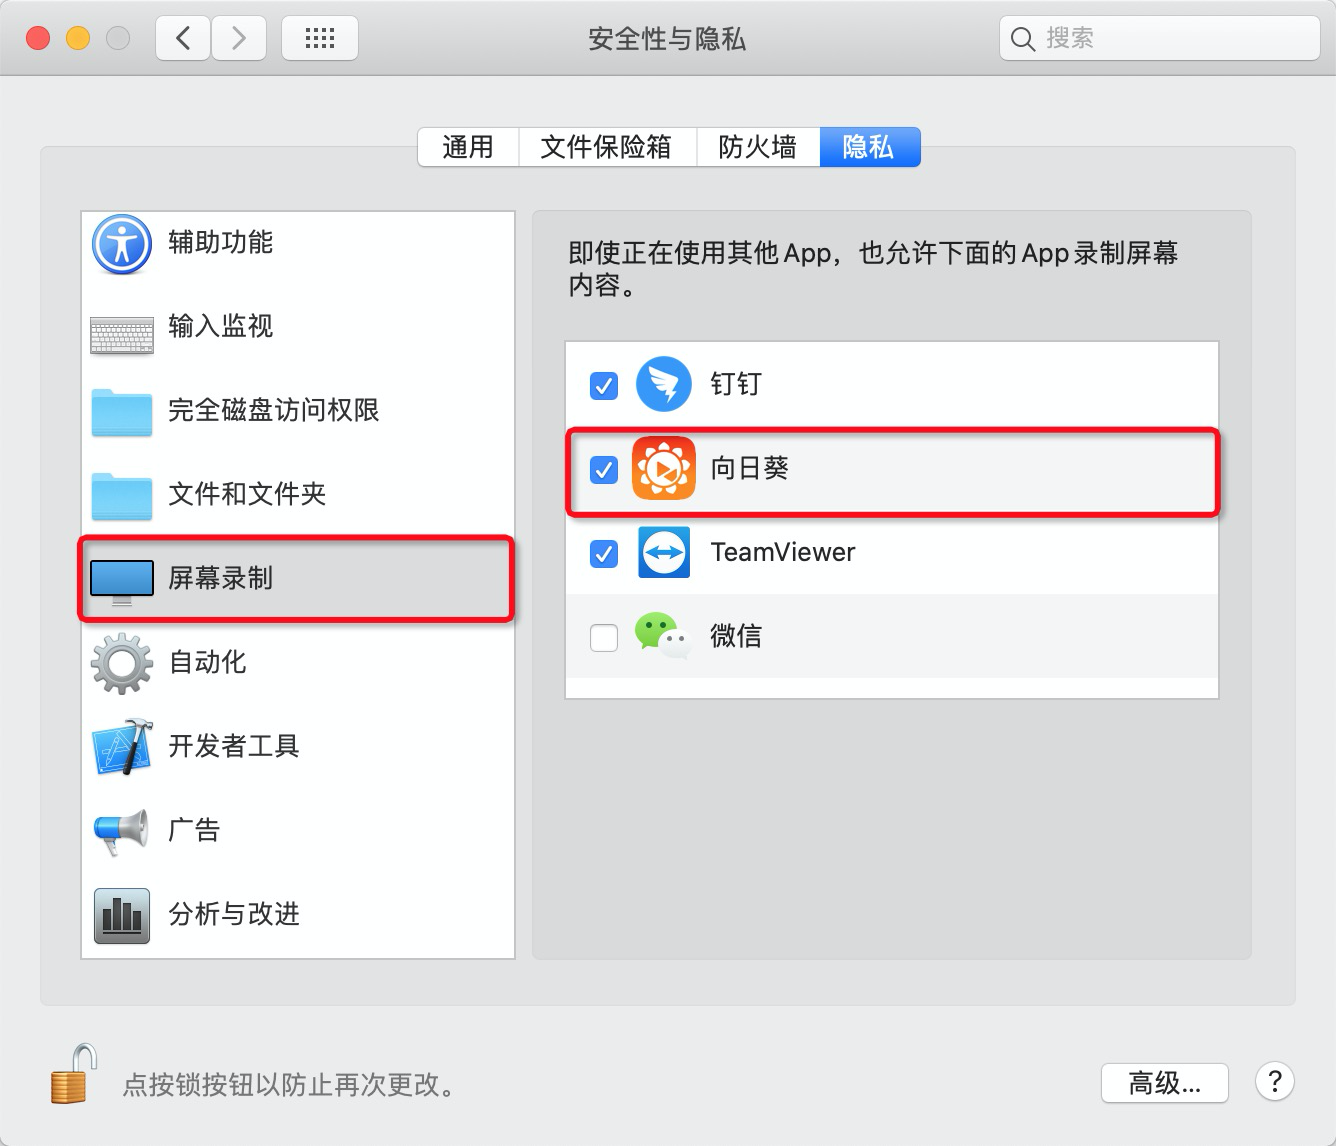 安全性与隐私
搜索
通用
文件保险箱
防火墙
隐私
辅助功能
输入监视
完全磁盘访问权限
文件和文件夹
屏幕录制
自动化
开发者工具
广告
分析与改进
即使正在使用其他 App，也允许下面的 App 录制屏幕
内容。
钉钉
向日葵
TeamViewer
微信
点按锁按钮以防止再次更改。
高级...
?